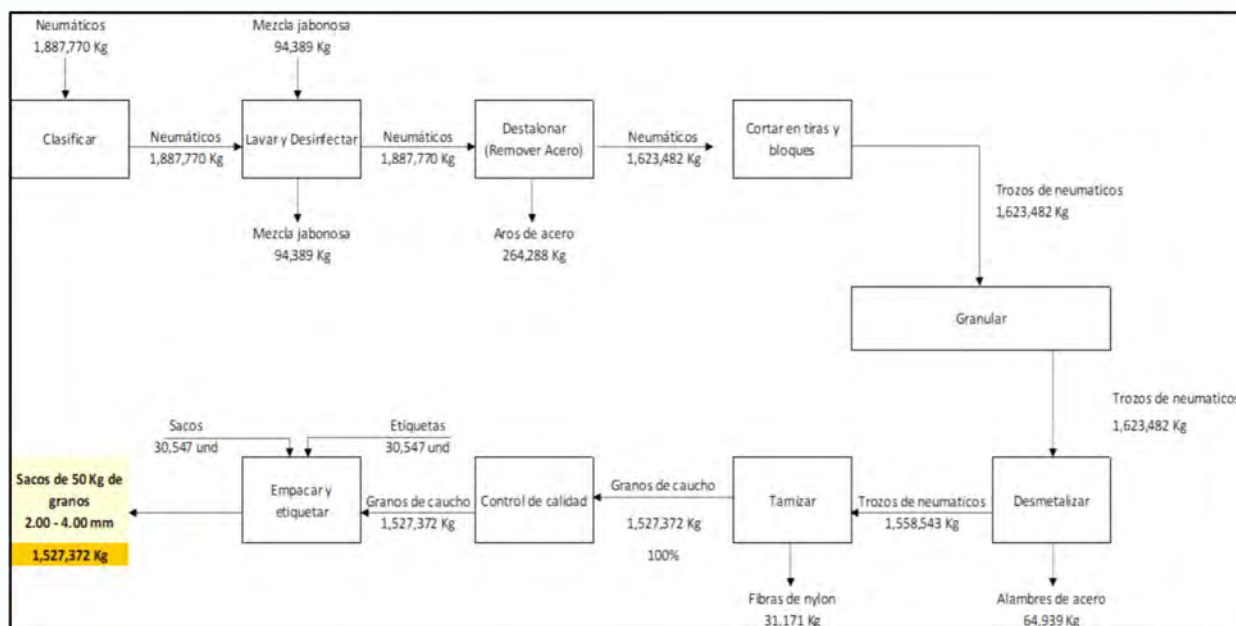 Neumáticos
1,887,770 Kg
Mezcla jabonosa
94,389 Kg
Clasificar
Neumáticos
1,887,770 Kg
Lavar y Desinfectar
Neumáticos
1,887,770 Kg
Destalonar
(Remover Acero)
Neumáticos
1,623,482 Kg
Cortar en tiras y
bloques
Mezcla jabonosa
94,389 Kg
Aros de acero
264,288 Kg
Trozos de neumaticos
1,623,482 Kg
Granular
Trozos de neumaticos
1,623,482 Kg
Sacos
30,547 und
Etiquetas
30,547 und
Sacos de 50 Kg de
granos
2.00 - 4.00 mm
1,527,372 Kg
Empacar y
etiquetar
Granos de caucho
1,527,372 Kg
Control de calidad
Granos de caucho
1,527,372 Kg
100%
Tamizar
Trozos de neumaticos
1,558,543 Kg
Desmetalizar
Fibras de nylon
31,171 Kg
Alambres de acero
64,939 Kg